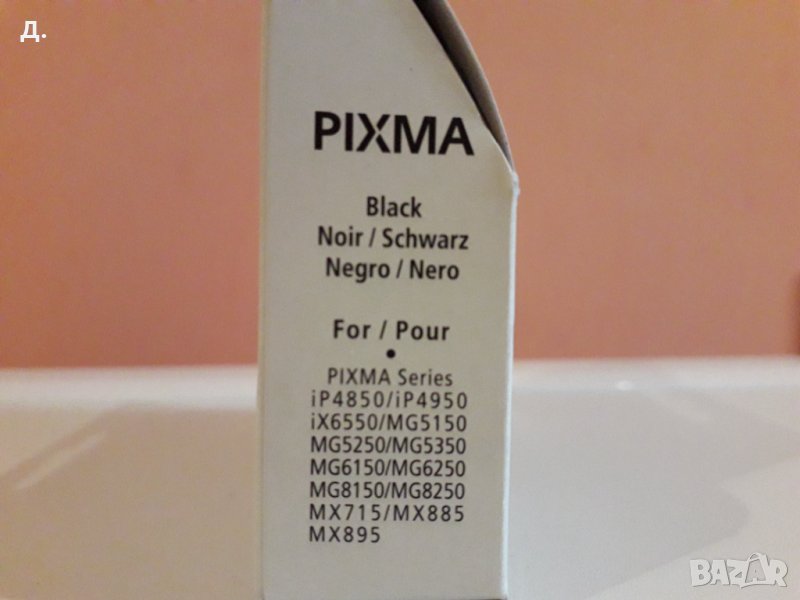 Д.
PIXMA
Black
Noir / Schwarz
Negro / Nero
For / Pour
•
PIXMA Series
iP4850/iP4950
iX6550/MG5150
MG5250/MG5350
MG6150/MG6250
MG8150/MG8250
MX715/MX885
MX895
BAZAR